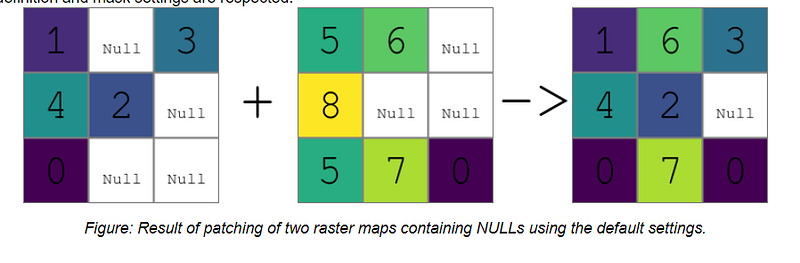 definition and mask settings are respected.
1 Null 3 5 6 Null 1 6 3
4 2 Null + 8 Null Null -> 4 2 Null
0 Null Null 5 7 0 0 7 0
Figure: Result of patching of two raster maps containing NULLs using the default settings.